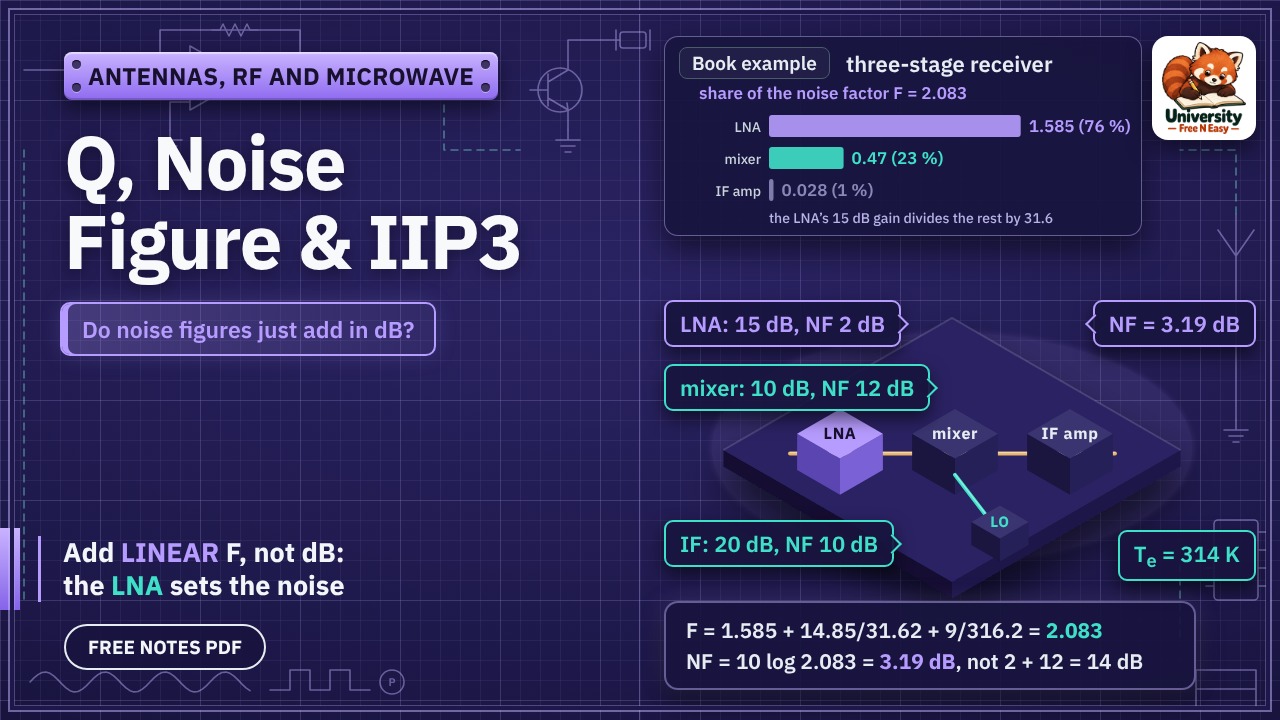 ANTENNAS, RF AND MICROWAVE
Q, Noise
Figure & IIP3
Do noise figures just add in dB?
Add LINEAR F, not dB:
the LNA sets the noise
FREE NOTES PDF
P
Book example three-stage receiver
share of the noise factor F = 2.083
LNA 1.585 (76 %)
mixer 0.47 (23 %)
IF amp 0.028 (1 %)
the LNA's 15 dB gain divides the rest by 31.6
University
Free N Easy
LNA: 15 dB, NF 2 dB
NF = 3.19 dB
mixer: 10 dB, NF 12 dB
LNA mixer IF amp
LO
IF: 20 dB, NF 10 dB
Te = 314 K
F = 1.585 + 14.85/31.62 + 9/316.2 = 2.083
NF = 10 log 2.083 = 3.19 dB, not 2 + 12 = 14 dB